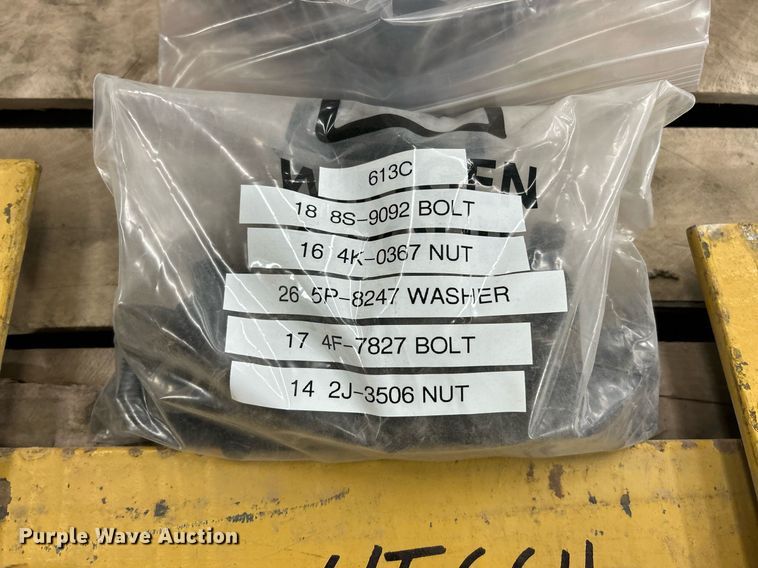 613C
18 8S-9092 BOLT
16 4K-0367 NUT
26 5P-8247 WASHER
17 4F-7827 BOLT
14 2J-3506 NUT
Purple Wave Auction